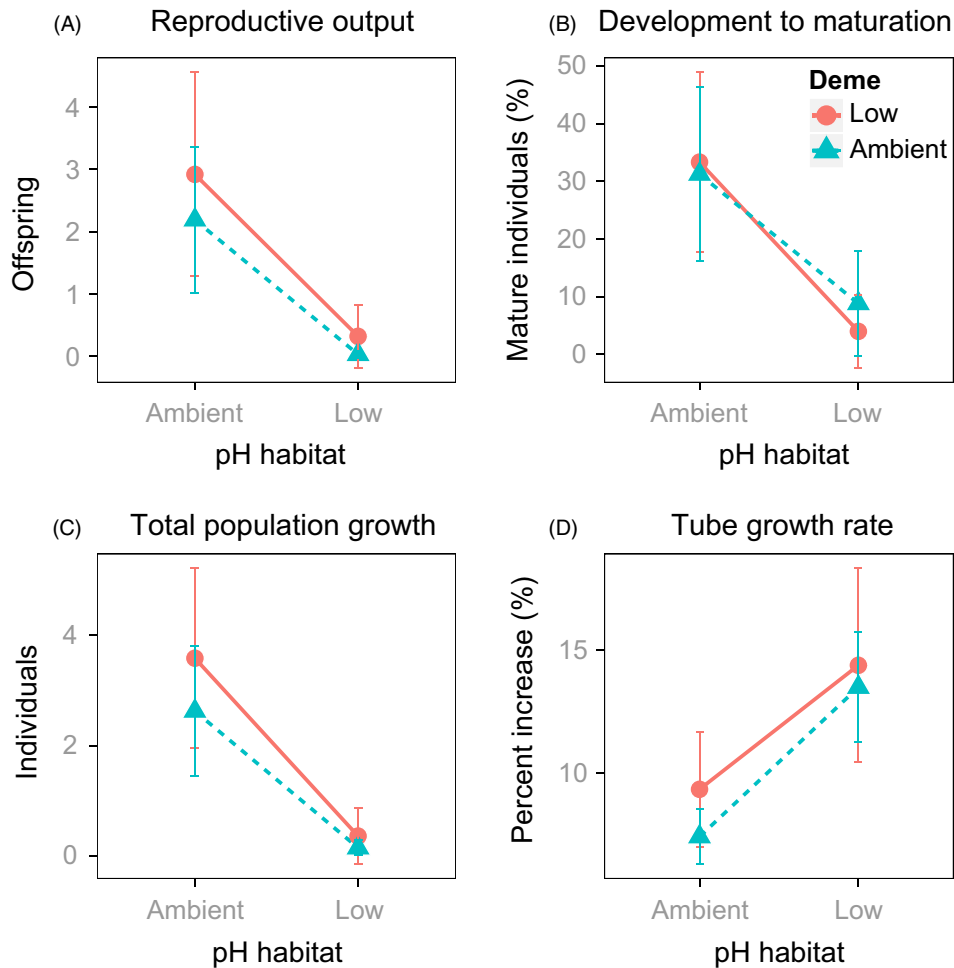 (A) Reproductive output
Offspring
4
3
2
1
0
Ambient Low
pH habitat
(B) Development to maturation
Mature individuals (%)
50
40
30
20
10
0
Deme
Low
Ambient
Ambient Low
pH habitat
(C) Total population growth
Individuals
4
2
0
Ambient Low
pH habitat
(D) Tube growth rate
Percent increase (%)
15
10
Ambient Low
pH habitat